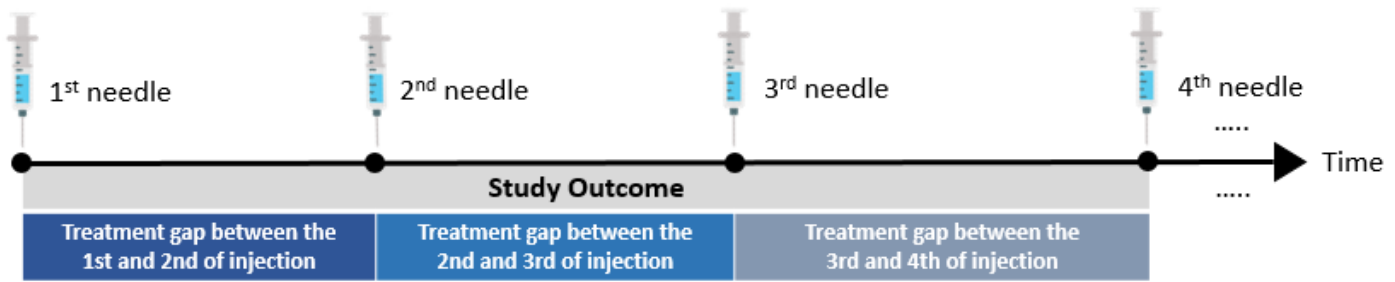 1st needle
2nd needle
3rd needle
4th needle
.....
Time
Study Outcome
.....
Treatment gap between the
1st and 2nd of injection
Treatment gap between the
2nd and 3rd of injection
Treatment gap between the
3rd and 4th of injection